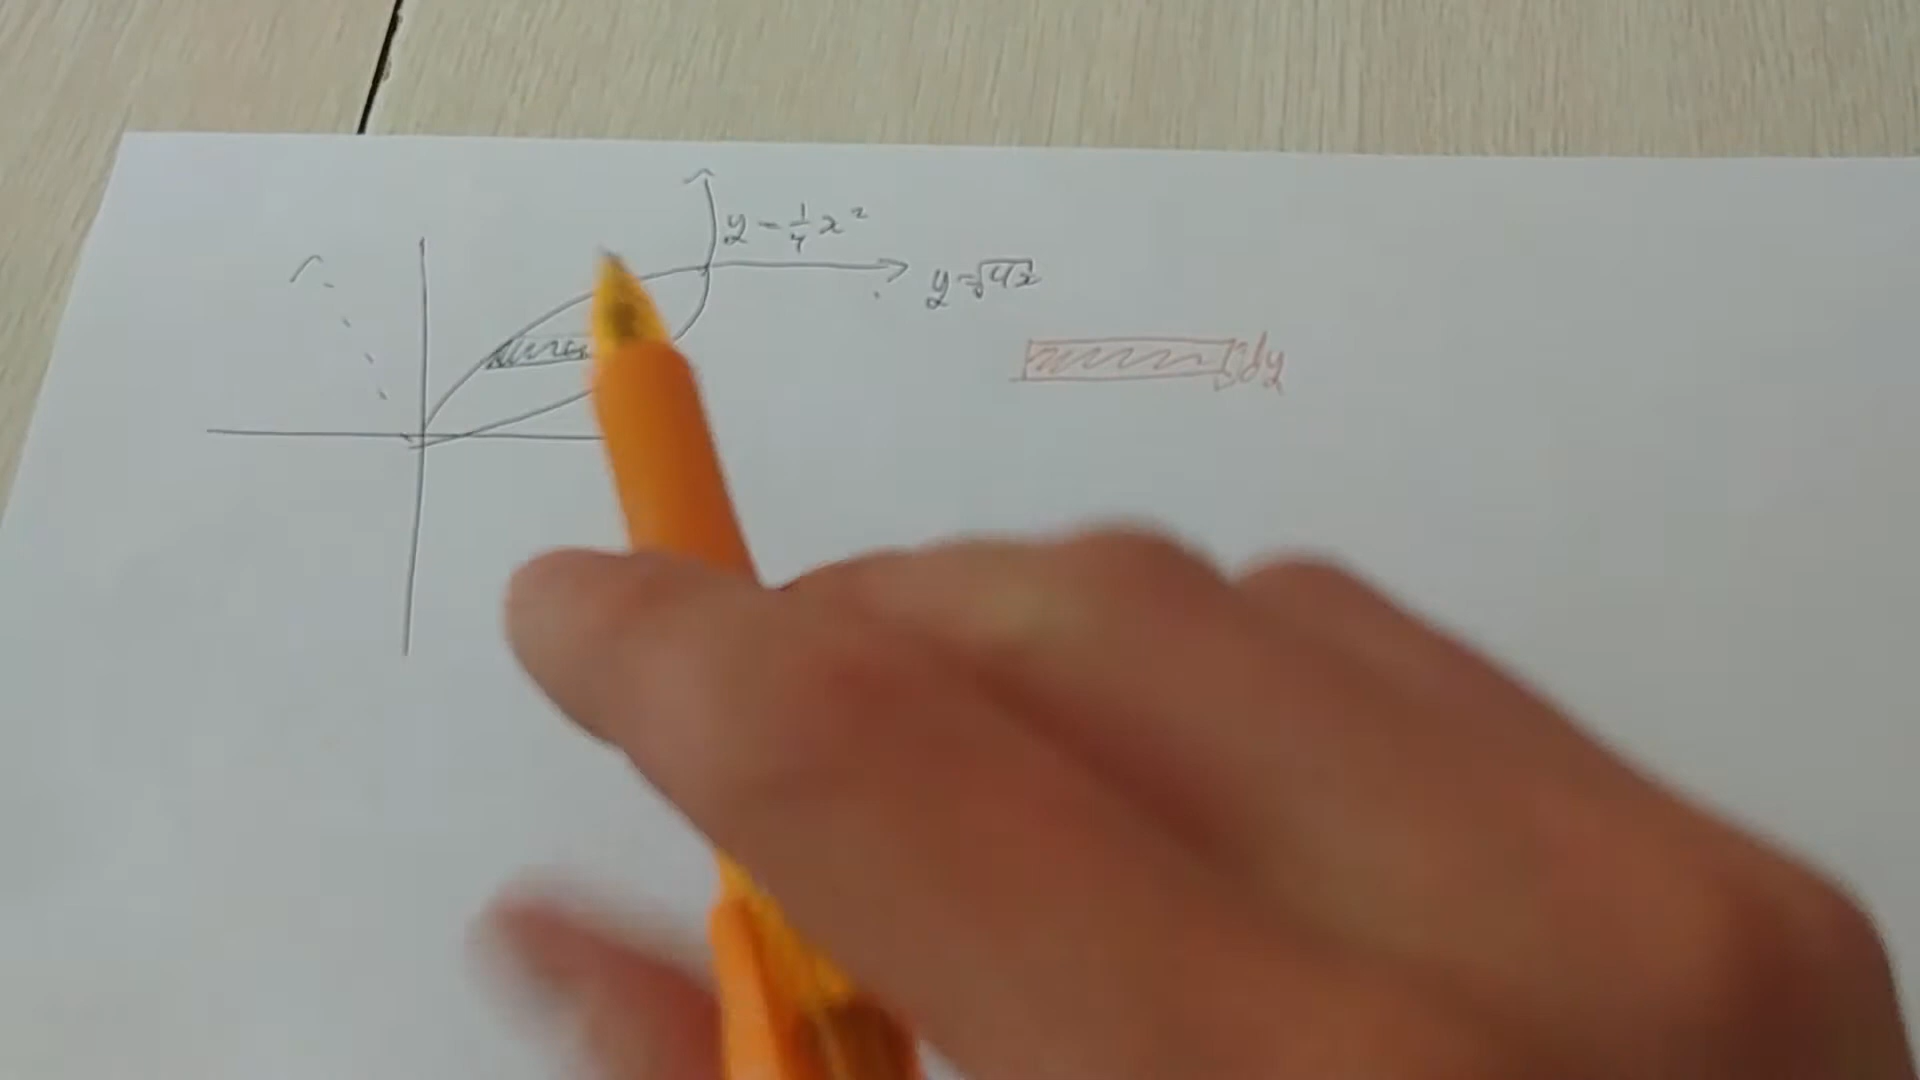 y = 1/4 x²
y = √4x
dy